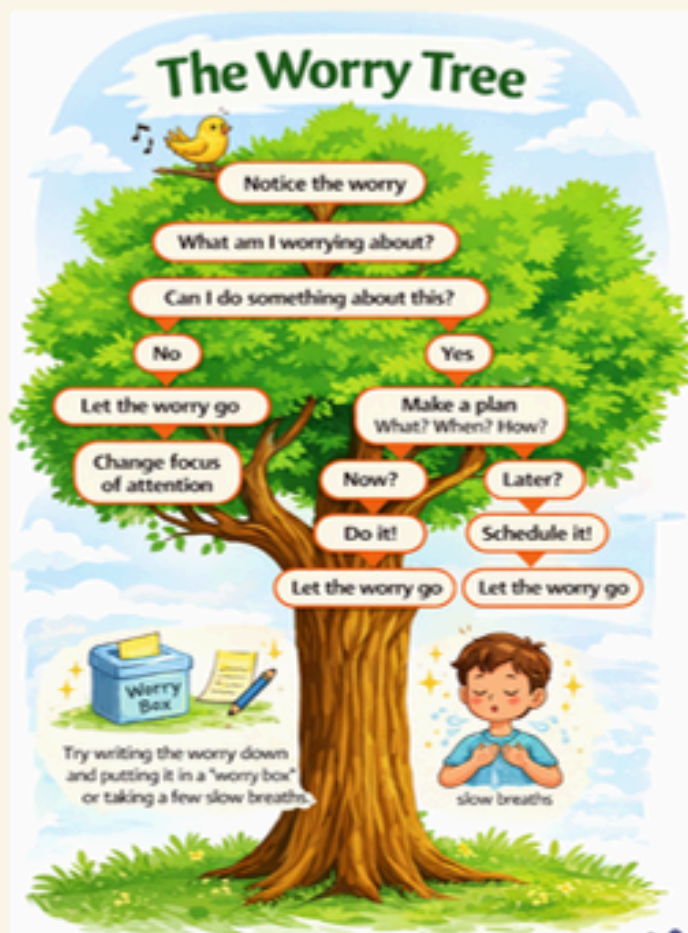 The Worry Tree
Notice the worry
What am I worrying about?
Can I do something about this?
No
Yes
Let the worry go
Make a plan
What? When? How?
Change focus
of attention
Now?
Later?
Do it!
Schedule it!
Let the worry go
Let the worry go
Worry
Box
Try writing the worry down
and putting it in a "worry box"
or taking a few slow breaths.
slow breaths